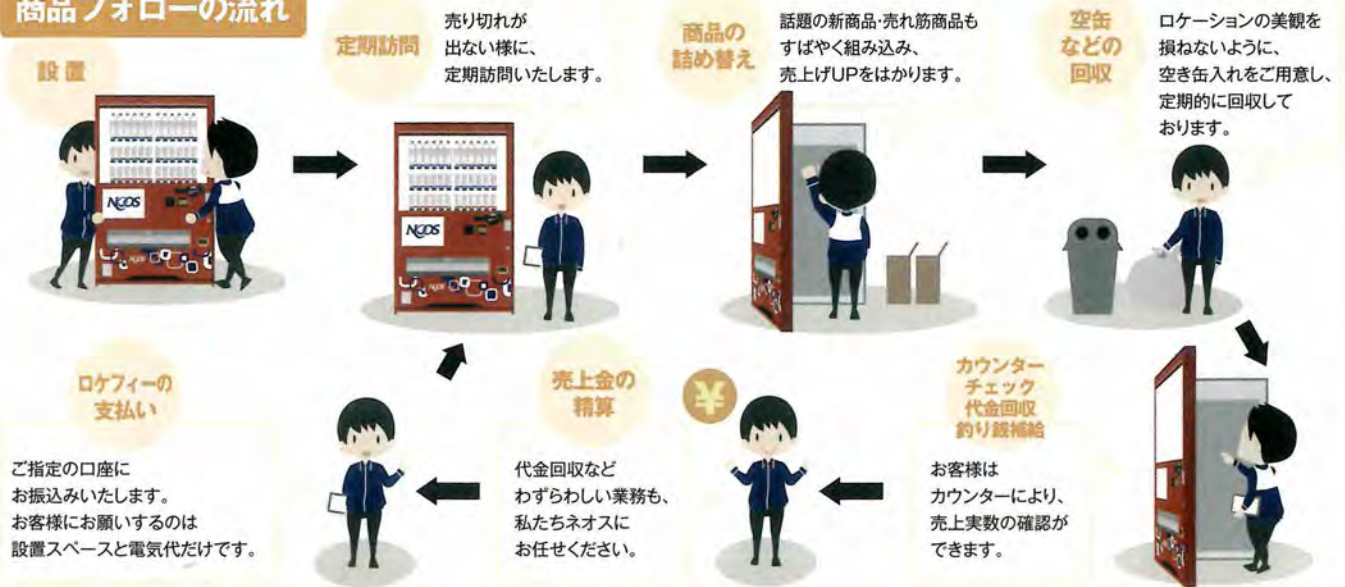 商品フォローの流れ
設置
定期訪問
売り切れが
出ない様に、
定期訪問いたします。
商品の
詰め替え
話題の新商品・売れ筋商品も
すばやく組み込み、
売上げUPをはかります。
空缶
などの
回収
ロケーションの美観を
損ねないように、
空き缶入れをご用意し、
定期的に回収して
おります。
NEOS
NEOS
NEOS
NEOS
カウンター
チェック
代金回収
釣り銭補給
お客様は
カウンターにより、
売上実数の確認が
できます。
¥
売上金の
精算
代金回収など
わずらわしい業務も、
私たちネオスに
お任せください。
ロケフィーの
支払い
ご指定の口座に
お振込みいたします。
お客様にお願いするのは
設置スペースと電気代だけです。